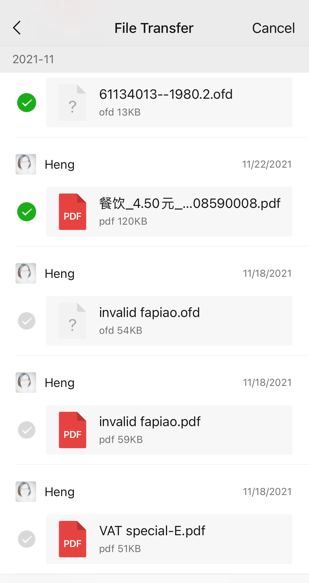 File Transfer
Cancel
2021-11
?
61134013--1980.2.ofd
ofd 13KB
Heng
11/22/2021
PDF
餐饮_4.50元_...08590008.pdf
pdf 120KB
Heng
11/18/2021
?
invalid fapiao.ofd
ofd 54KB
Heng
11/18/2021
PDF
invalid fapiao.pdf
pdf 59KB
Heng
11/18/2021
PDF
VAT special-E.pdf
pdf 51KB